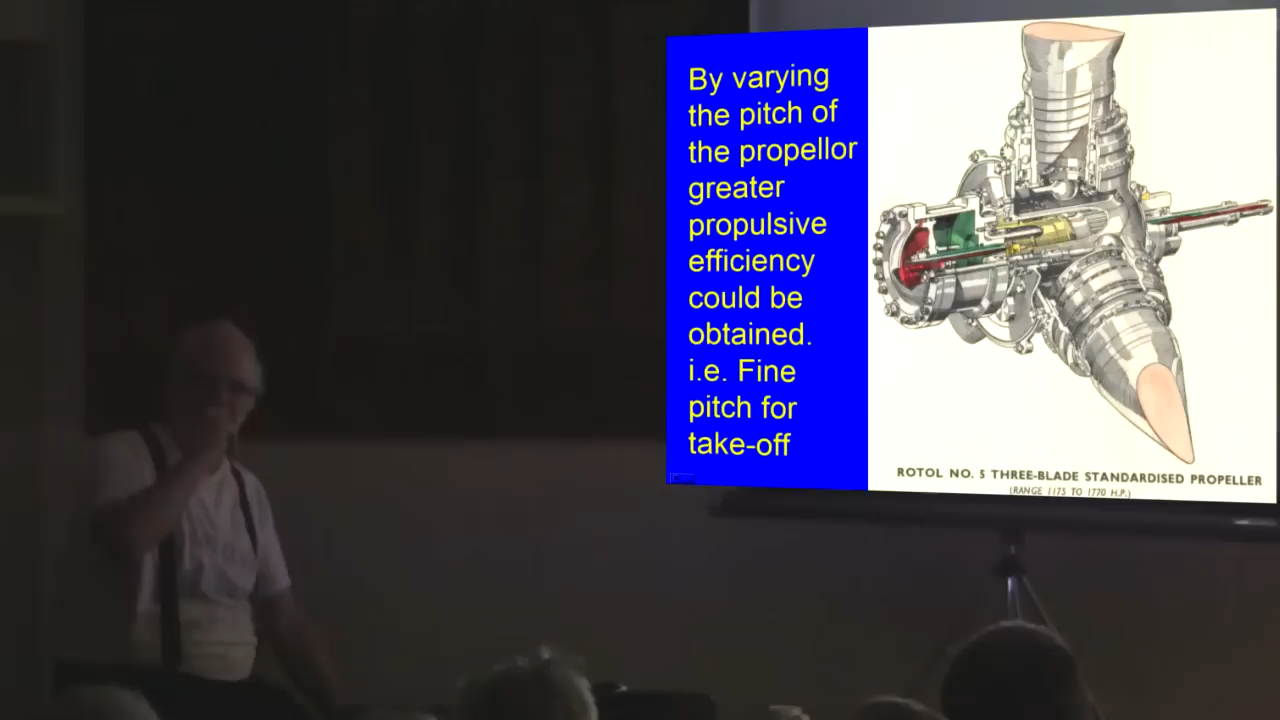 By varying
the pitch of
the propellor
greater
propulsive
efficiency
could be
obtained.
i.e. Fine
pitch for
take-off
ROTOL NO. 5 THREE-BLADE STANDARDISED PROPELLER
(RANGE 1175 TO 1770 H.P.)